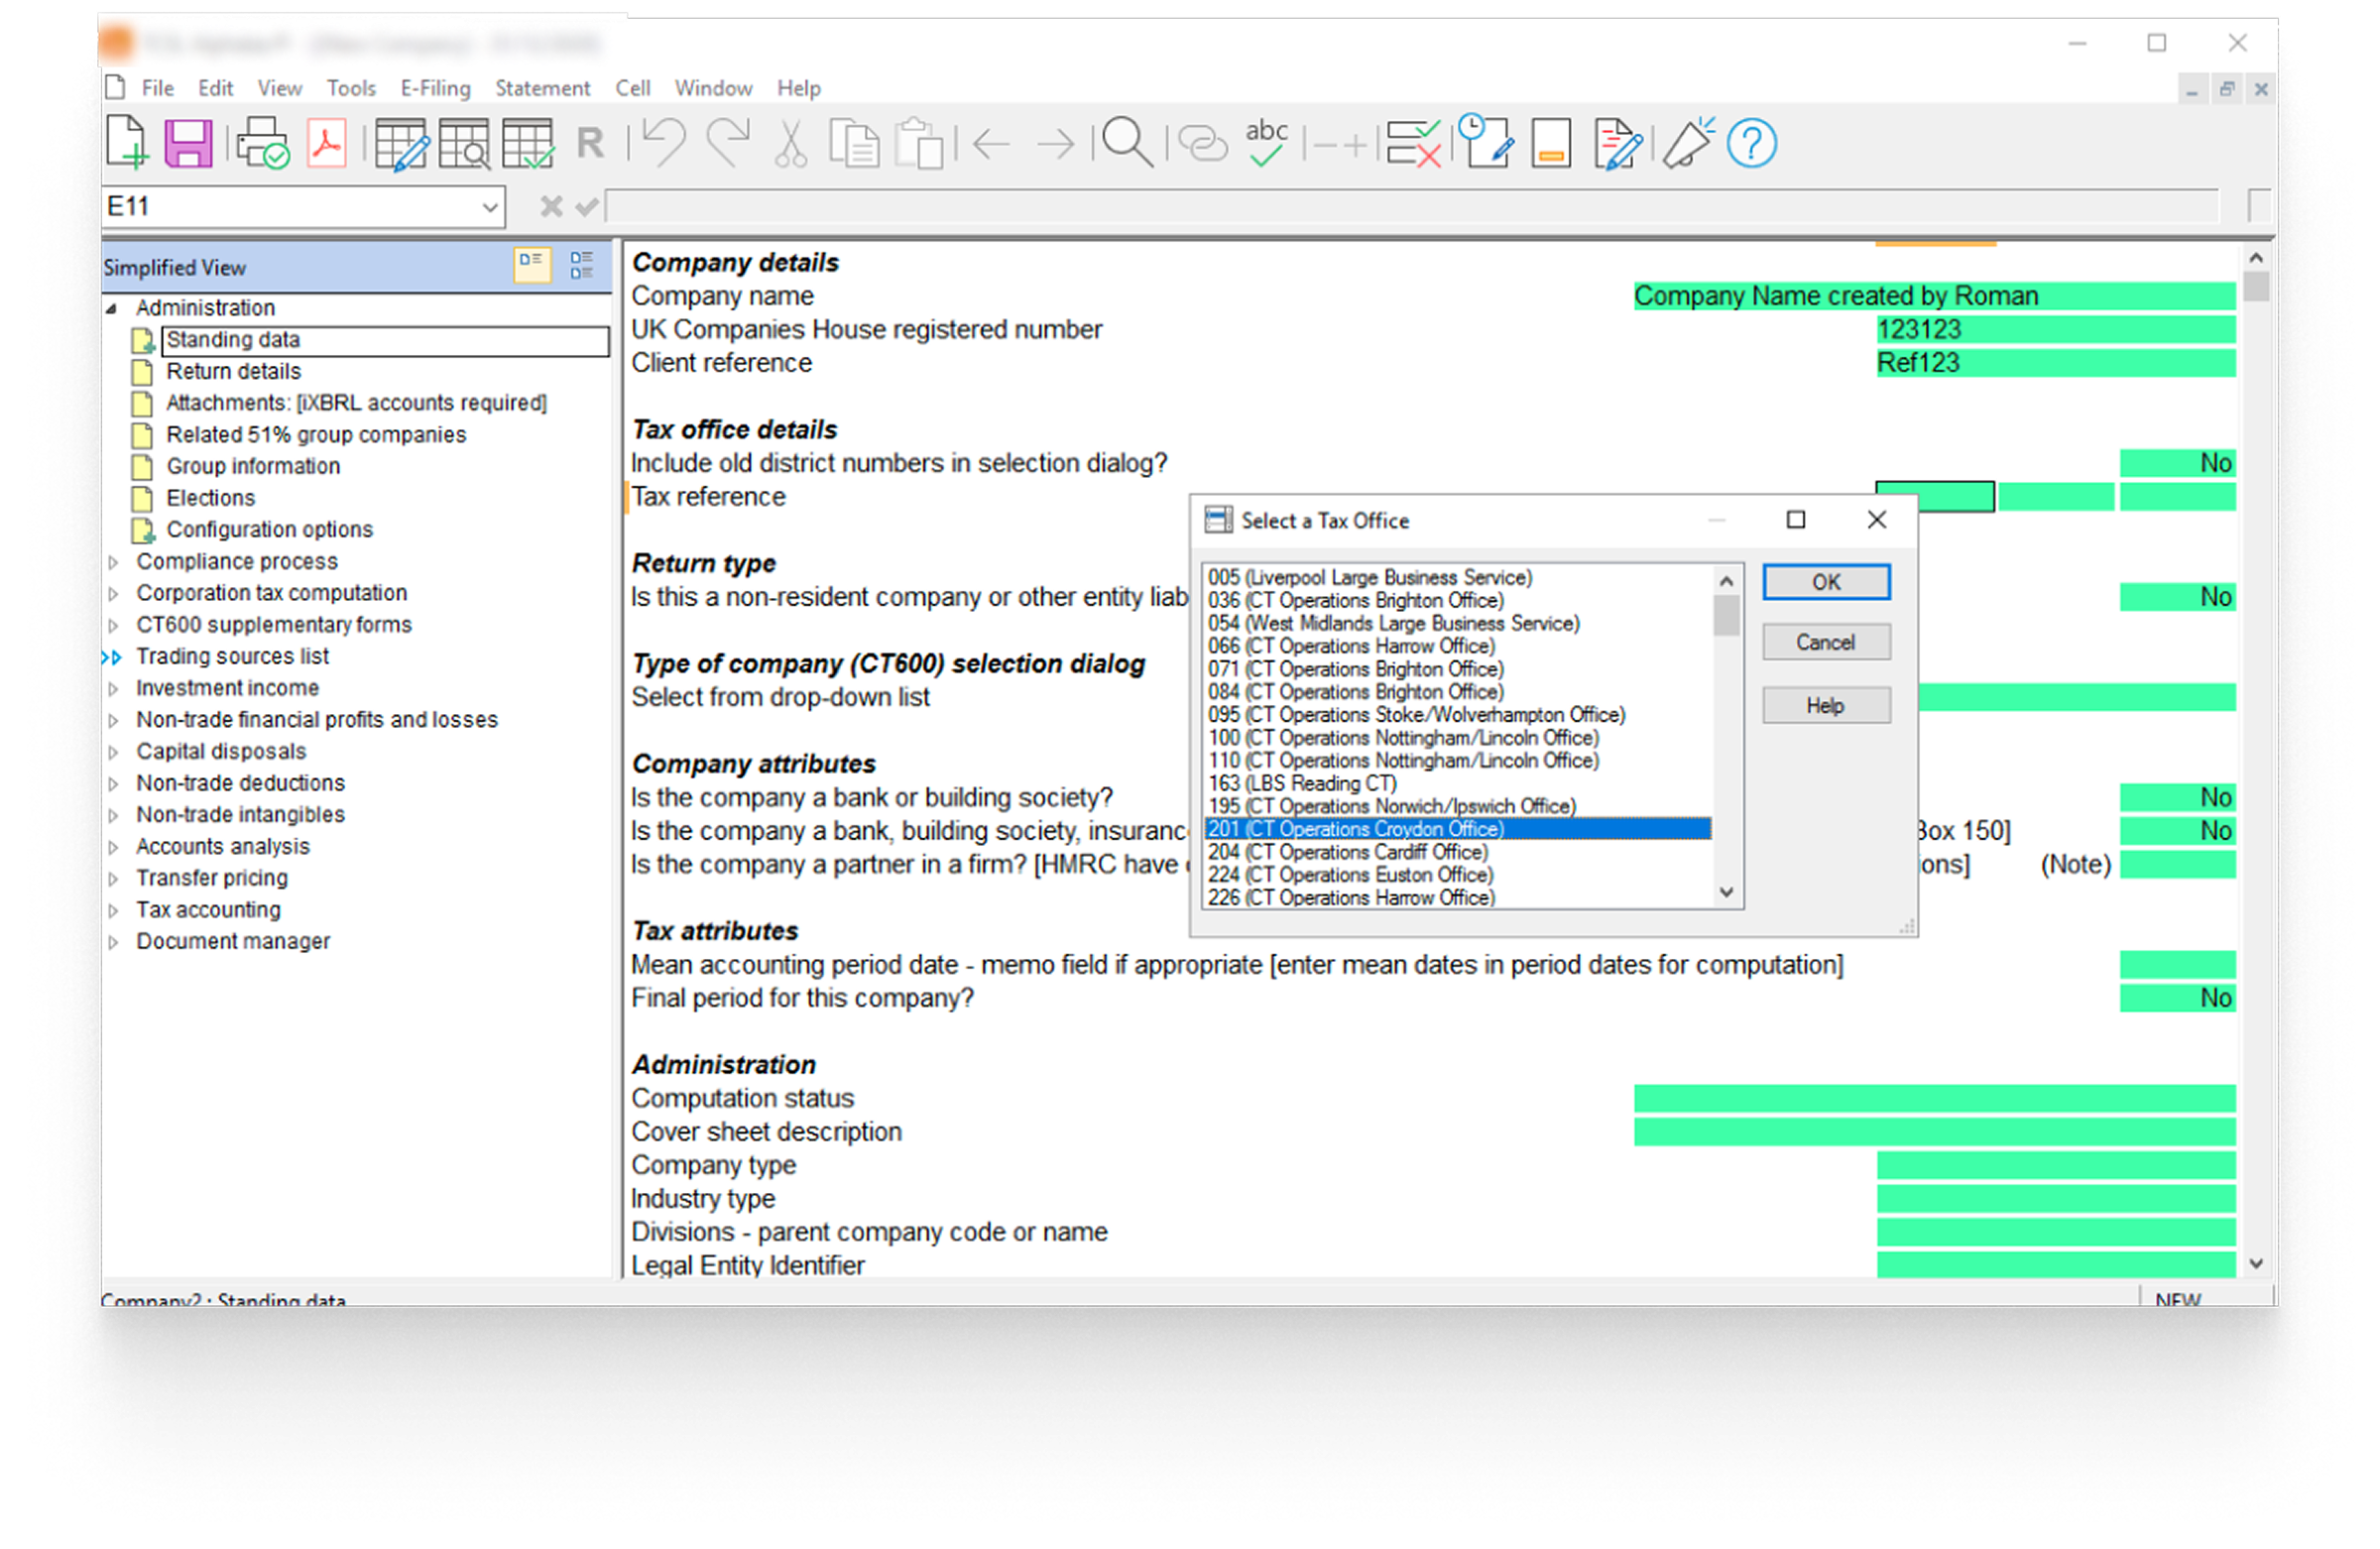 File Edit View Tools E-Filing Statement Cell Window Help
R abc
E11
Simplified View
Administration
Standing data
Return details
Attachments: [iXBRL accounts required]
Related 51% group companies
Group information
Elections
Configuration options
Compliance process
Corporation tax computation
CT600 supplementary forms
Trading sources list
Investment income
Non-trade financial profits and losses
Capital disposals
Non-trade deductions
Non-trade intangibles
Accounts analysis
Transfer pricing
Tax accounting
Document manager
Company details
Company name Company Name created by Roman
UK Companies House registered number 123123
Client reference Ref123
Tax office details
Include old district numbers in selection dialog? No
Tax reference
Return type
Is this a non-resident company or other entity liab No
Type of company (CT600) selection dialog
Select from drop-down list
Company attributes
Is the company a bank or building society? No
Is the company a bank, building society, insuranc Box 150] No
Is the company a partner in a firm? [HMRC have ons] (Note)
Tax attributes
Mean accounting period date - memo field if appropriate [enter mean dates in period dates for computation]
Final period for this company? No
Administration
Computation status
Cover sheet description
Company type
Industry type
Divisions - parent company code or name
Legal Entity Identifier
Select a Tax Office
005 (Liverpool Large Business Service)
036 (CT Operations Brighton Office)
054 (West Midlands Large Business Service)
066 (CT Operations Harrow Office)
071 (CT Operations Brighton Office)
084 (CT Operations Brighton Office)
095 (CT Operations Stoke/Wolverhampton Office)
100 (CT Operations Nottingham/Lincoln Office)
110 (CT Operations Nottingham/Lincoln Office)
163 (LBS Reading CT)
195 (CT Operations Norwich/Ipswich Office)
201 (CT Operations Croydon Office)
204 (CT Operations Cardiff Office)
224 (CT Operations Euston Office)
226 (CT Operations Harrow Office)
OK
Cancel
Help
Company2 : Standing data NEW